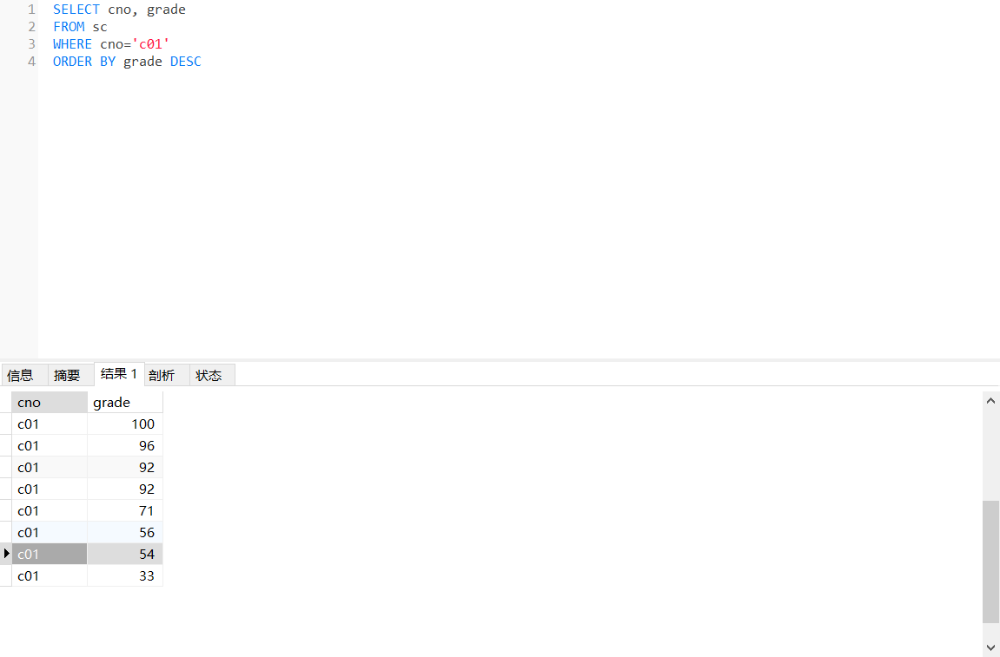 1 SELECT cno, grade
2 FROM sc
3 WHERE cno='c01'
4 ORDER BY grade DESC
信息 摘要 结果 1 剖析 状态
cno grade
c01 100
c01 96
c01 92
c01 92
c01 71
c01 56
c01 54
c01 33